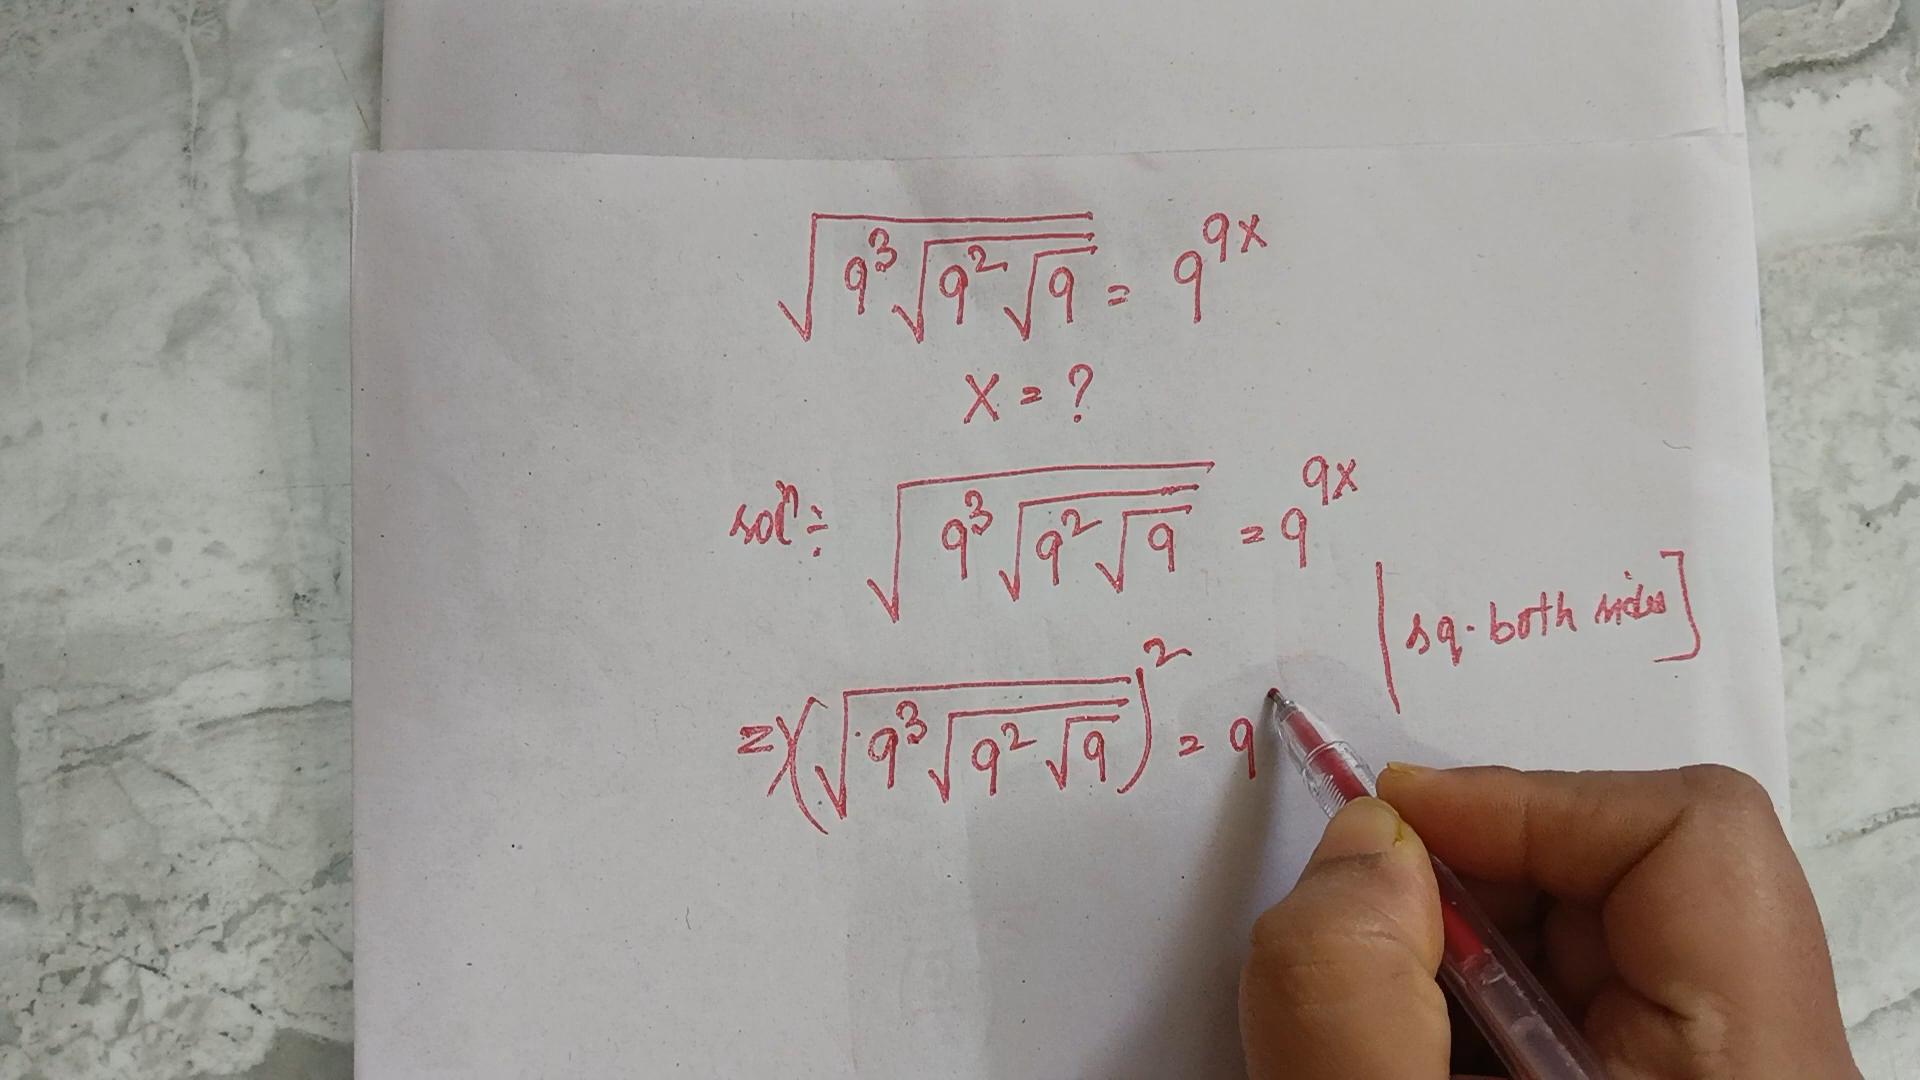 √(9³√(9²√9)) = 9^(9x)
x = ?
solⁿ: √(9³√(9²√9)) = 9^(9x)
[sq. both sides]
=> (√(9³√(9²√9)))² = 9